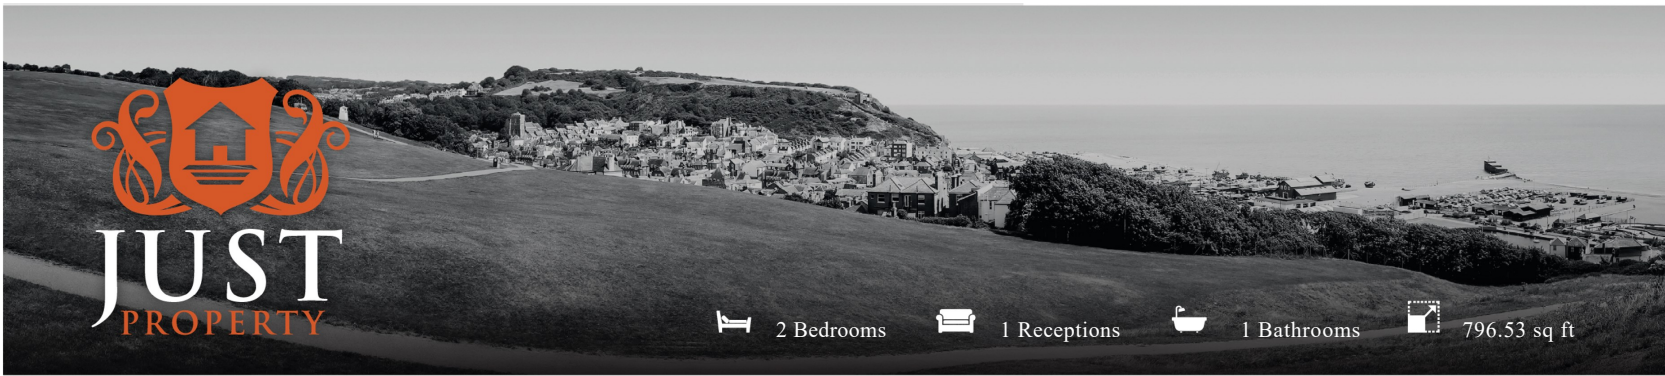 JUST
PROPERTY
2 Bedrooms
1 Receptions
1 Bathrooms
796.53 sq ft